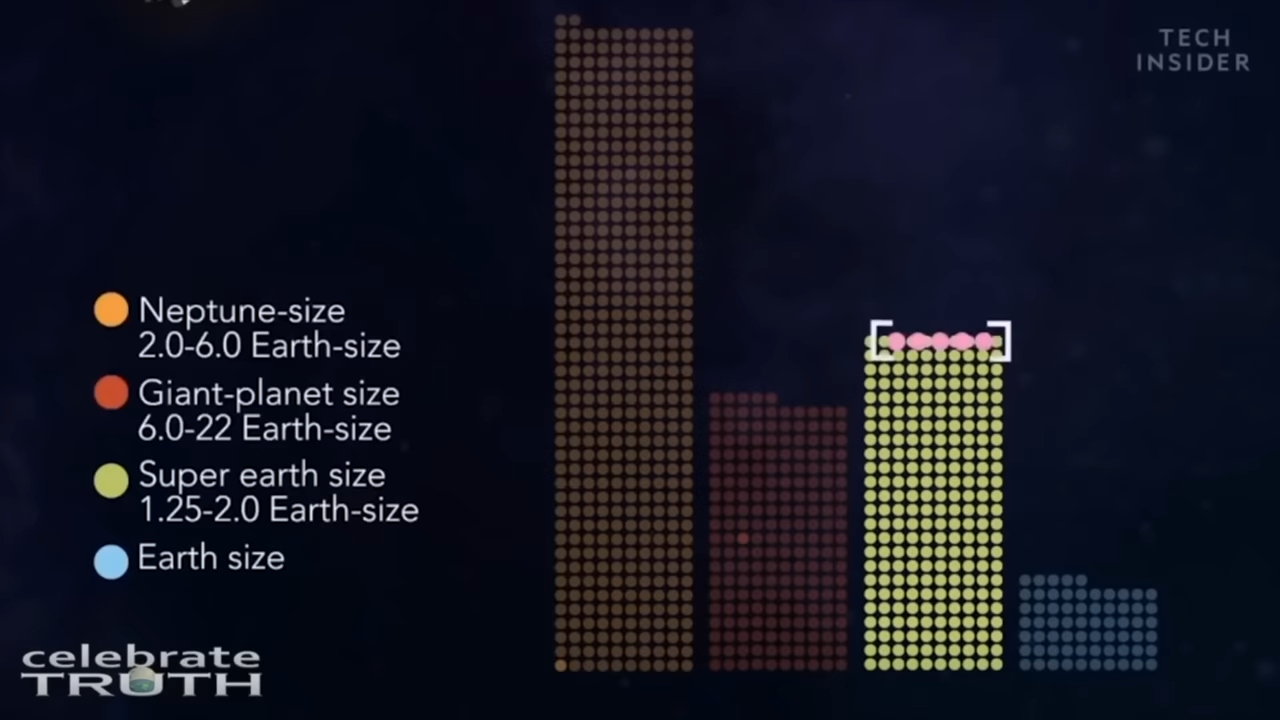 TECH
INSIDER
Neptune-size
2.0-6.0 Earth-size
Giant-planet size
6.0-22 Earth-size
Super earth size
1.25-2.0 Earth-size
Earth size
celebrate
TRUTH